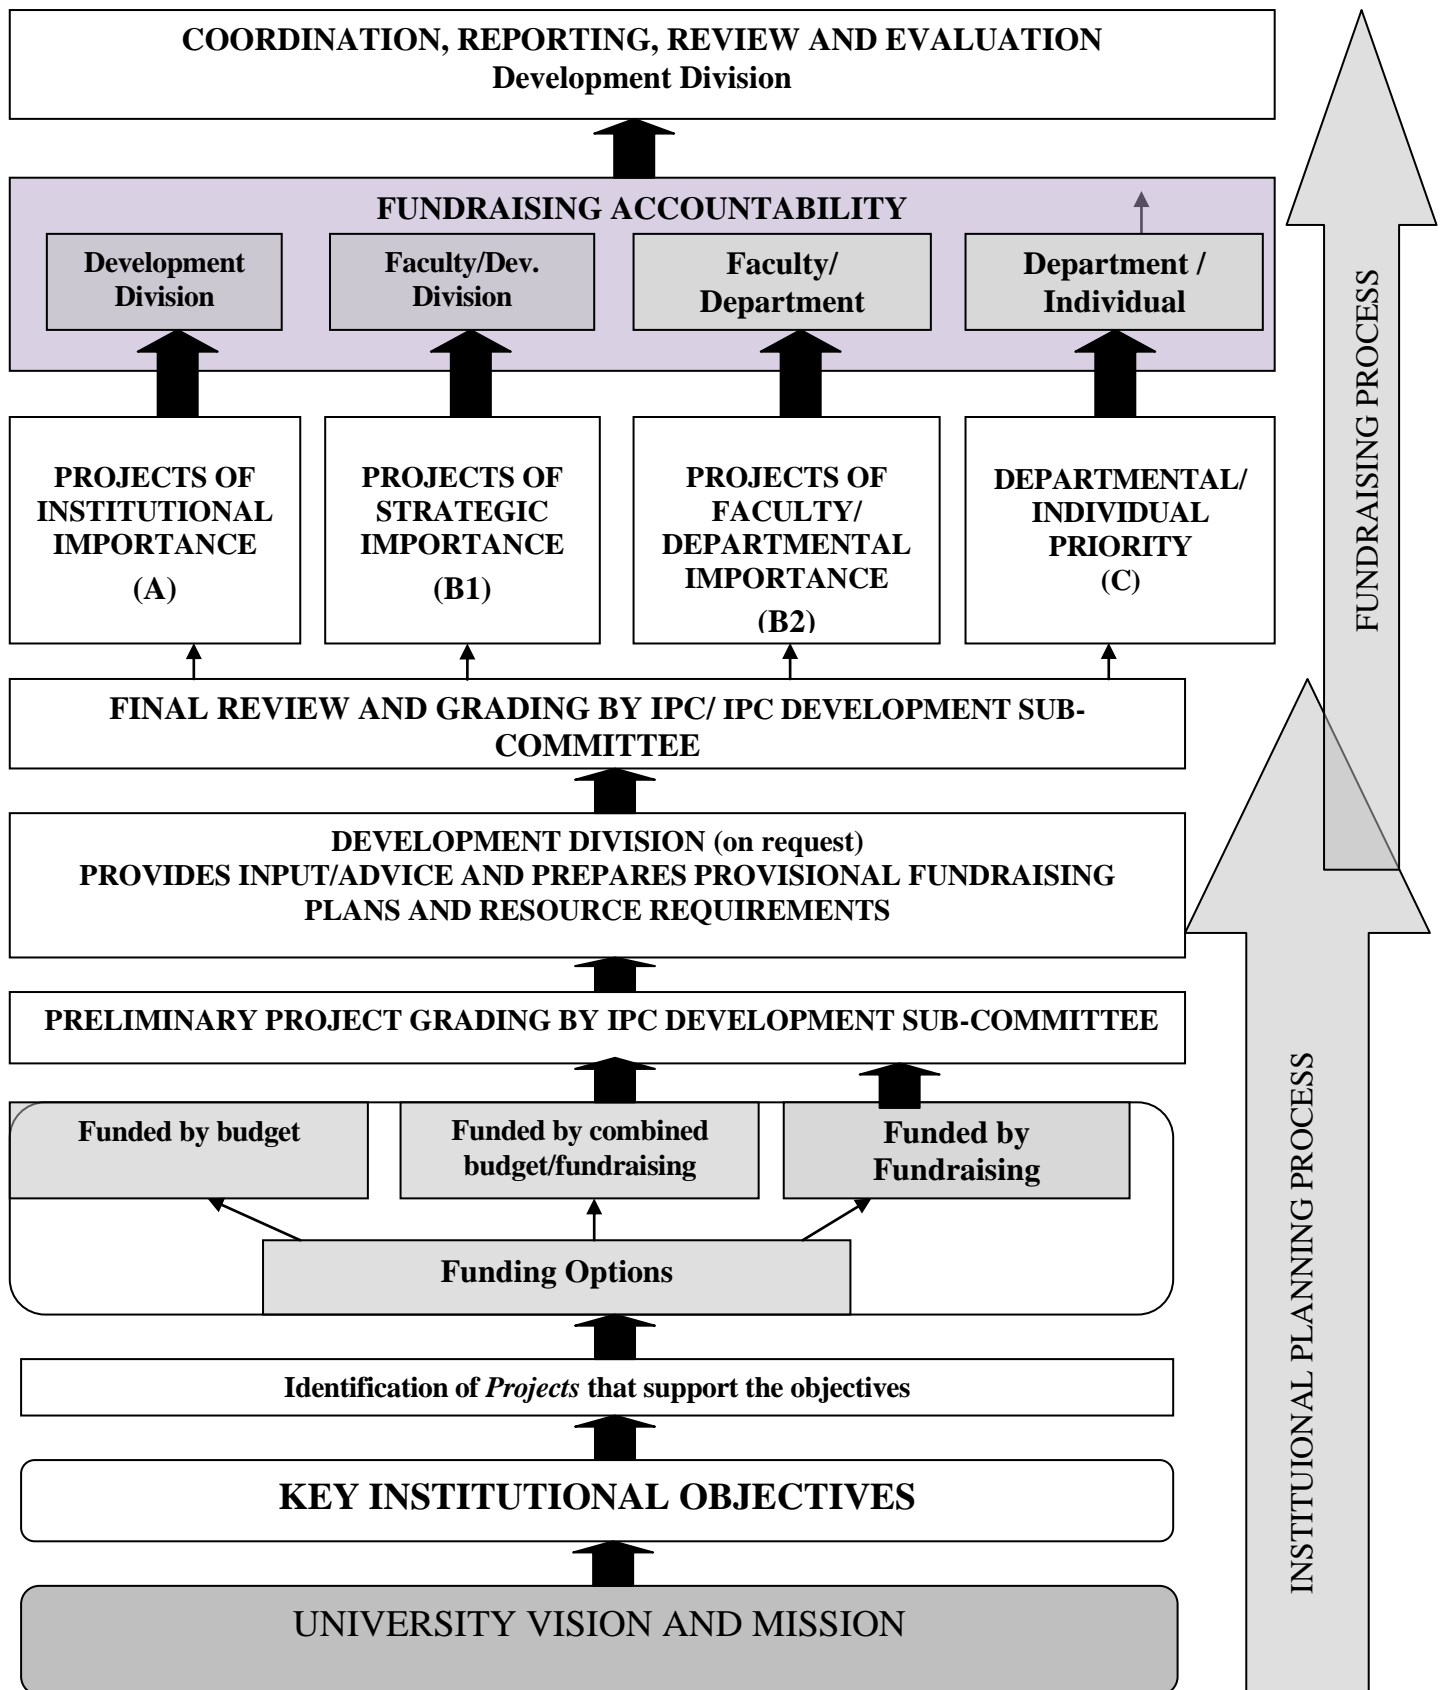 COORDINATION, REPORTING, REVIEW AND EVALUATION
Development Division
FUNDRAISING ACCOUNTABILITY
Development
Division
Faculty/Dev.
Division
Faculty/
Department
Department /
Individual
PROJECTS OF
INSTITUTIONAL
IMPORTANCE
(A)
PROJECTS OF
STRATEGIC
IMPORTANCE
(B1)
PROJECTS OF
FACULTY/
DEPARTMENTAL
IMPORTANCE
(B2)
DEPARTMENTAL/
INDIVIDUAL
PRIORITY
(C)
FINAL REVIEW AND GRADING BY IPC/ IPC DEVELOPMENT SUB-
COMMITTEE
DEVELOPMENT DIVISION (on request)
PROVIDES INPUT/ADVICE AND PREPARES PROVISIONAL FUNDRAISING
PLANS AND RESOURCE REQUIREMENTS
PRELIMINARY PROJECT GRADING BY IPC DEVELOPMENT SUB-COMMITTEE
Funded by budget
Funded by combined
budget/fundraising
Funded by
Fundraising
Funding Options
Identification of Projects that support the objectives
KEY INSTITUTIONAL OBJECTIVES
UNIVERSITY VISION AND MISSION
FUNDRAISING PROCESS
INSTITUIONAL PLANNING PROCESS